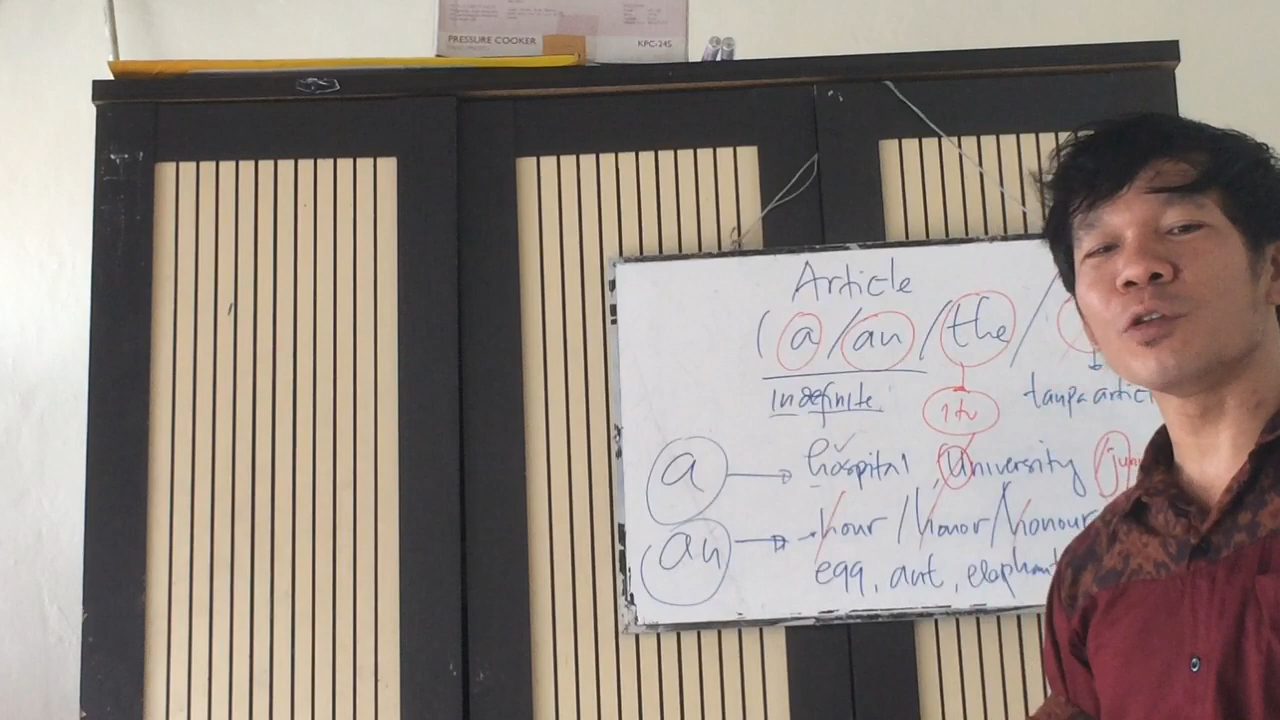 PRESSURE COOKER
KPC-245
Article
(a/an/the/
indefinite
itu
tanpa artic
a → hospital, University /jun
an → hour/honor/honour
egg, ant, elephant